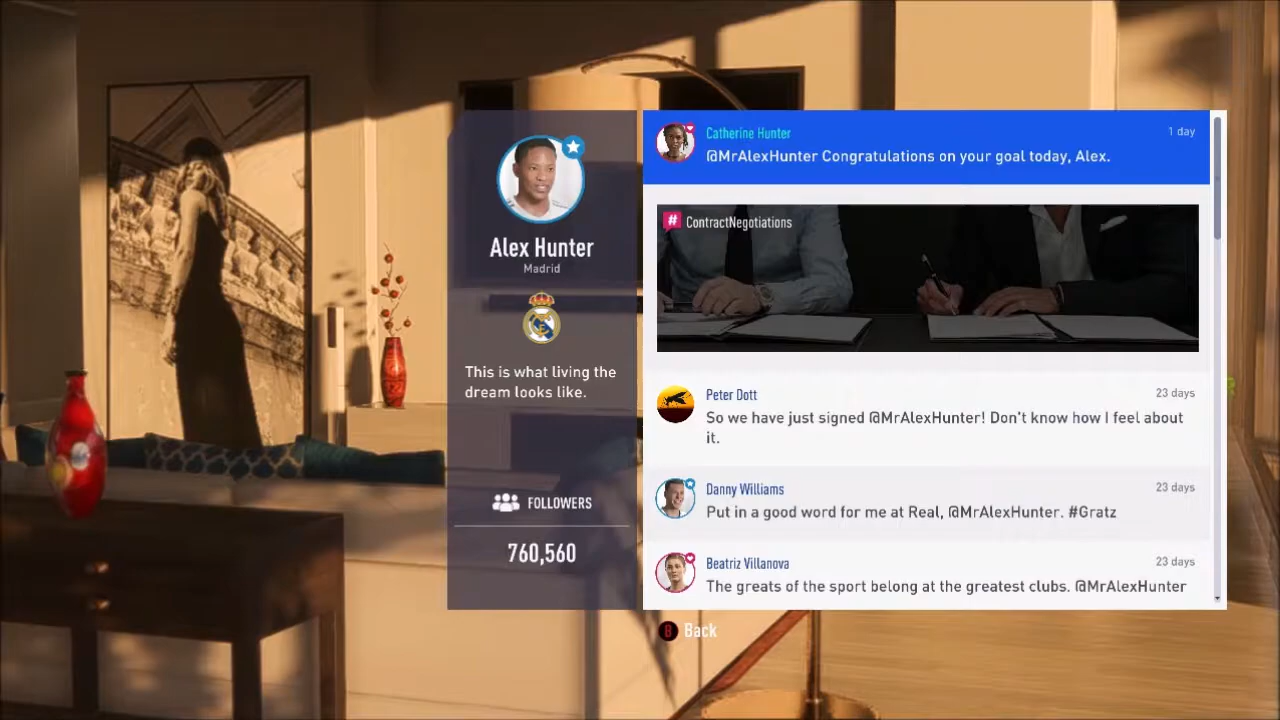 Alex Hunter
Madrid
This is what living the
dream looks like.
FOLLOWERS
760,560
Catherine Hunter
1 day
@MrAlexHunter Congratulations on your goal today, Alex.
# ContractNegotiations
Peter Dott
23 days
So we have just signed @MrAlexHunter! Don't know how I feel about
it.
Danny Williams
23 days
Put in a good word for me at Real, @MrAlexHunter. #Gratz
Beatriz Villanova
23 days
The greats of the sport belong at the greatest clubs. @MrAlexHunter
B Back